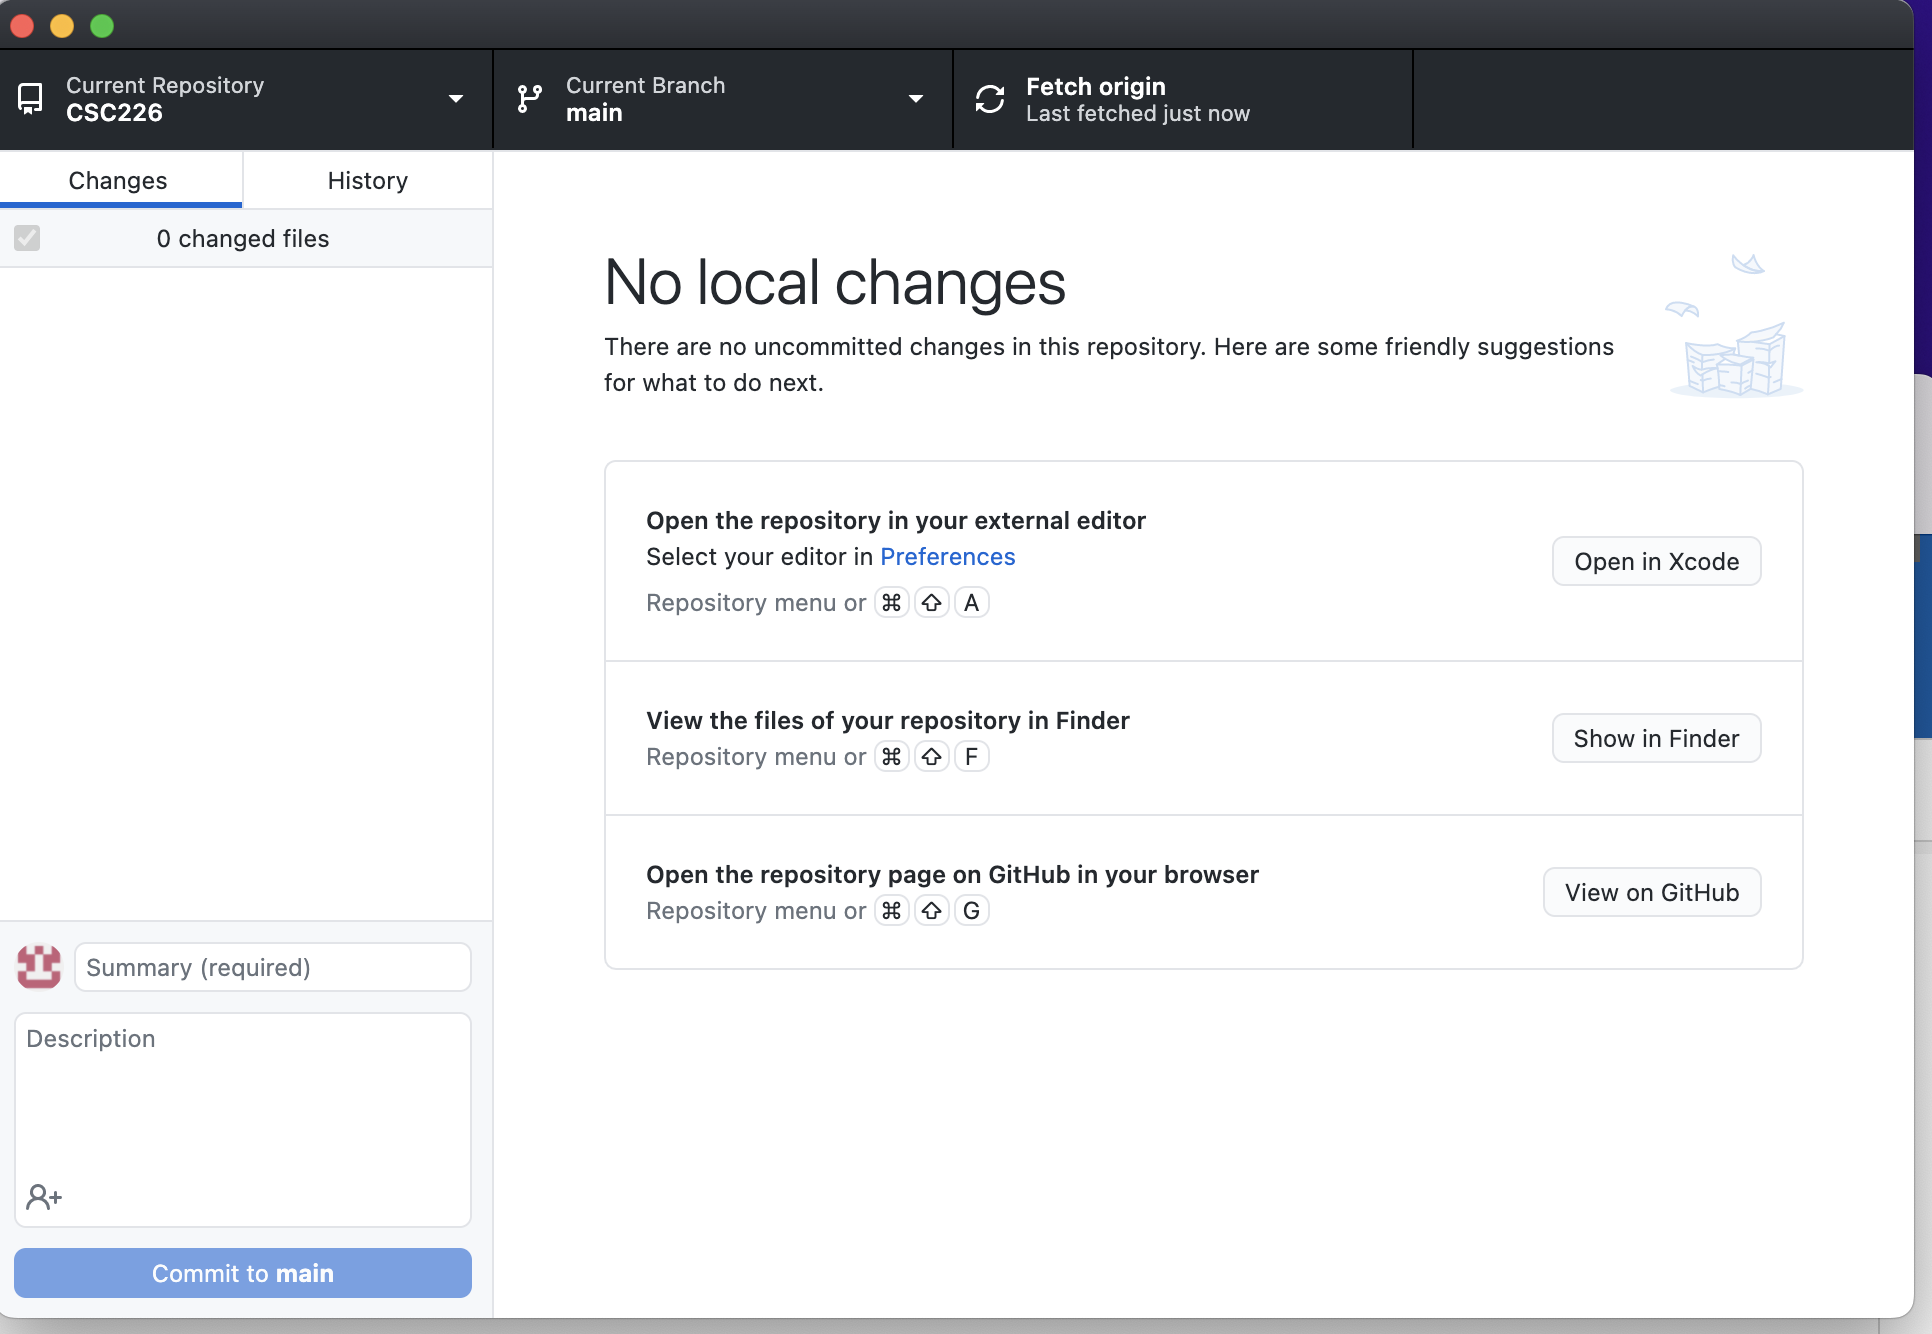 Current Repository
CSC226
Current Branch
main
Fetch origin
Last fetched just now
Changes
History
0 changed files
No local changes
There are no uncommitted changes in this repository. Here are some friendly suggestions
for what to do next.
Open the repository in your external editor
Select your editor in Preferences
Repository menu or ⌘ ⇧ A
Open in Xcode
View the files of your repository in Finder
Repository menu or ⌘ ⇧ F
Show in Finder
Open the repository page on GitHub in your browser
Repository menu or ⌘ ⇧ G
View on GitHub
Summary (required)
Description
Commit to main